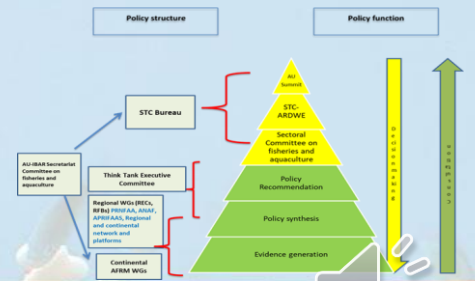 Policy structure
Policy function
AU
Summit
STC-
ARDWE
Sectoral
Committee on
fisheries and
aquaculture
Policy
Recommendation
Policy synthesis
Evidence generation
STC Bureau
AU-IBAR Secretariat
Committee on
fisheries and
aquaculture
Think Tank Executive
Committee
Regional WGs (RECs,
RFBs) PRNFAA, ANAF,
APRIFAAS, Regional
and continental
network and
platforms
Continental
AFRM WGs